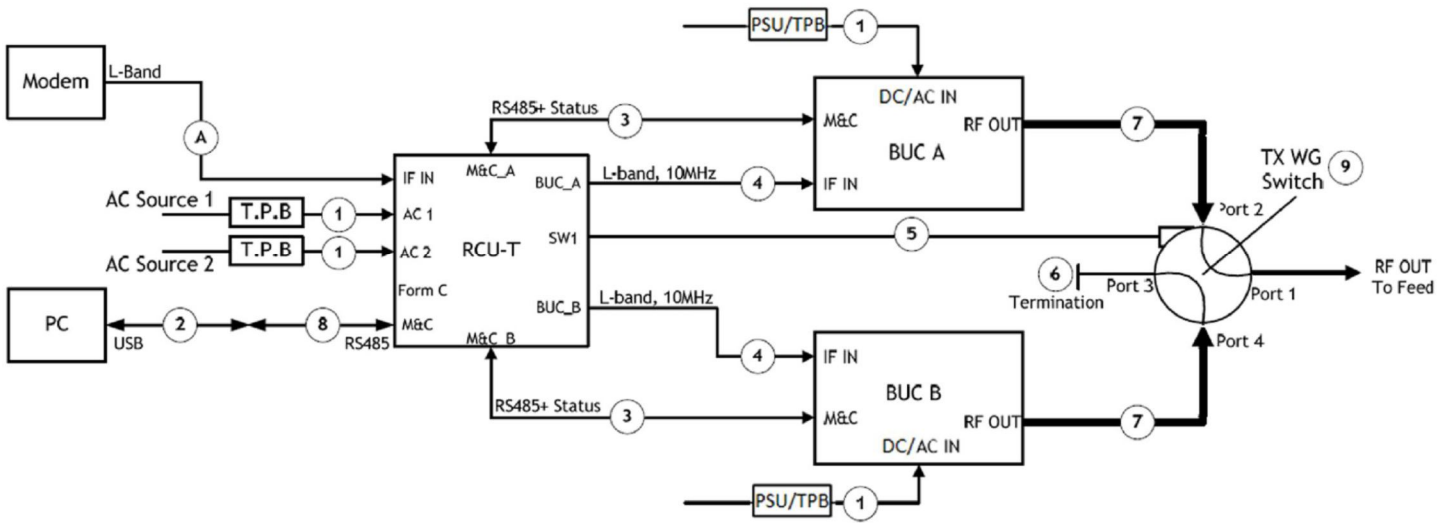 PSU/TPB 1
Modem
L-Band
A
RS485+ Status 3
DC/AC IN
M&C
RF OUT
BUC A
IF IN
7
TX WG
Switch 9
IF IN
M&C_A
BUC_A
L-band, 10MHz 4
AC Source 1
T.P.B 1
AC 1
RCU-T
SW1
5
Port 2
AC Source 2
T.P.B 1
AC 2
6
Termination
Port 3
Port 1
RF OUT
To Feed
Form C
BUC_B
L-band, 10MHz
4
PC
USB
2
8
RS485
M&C
M&C_B
Port 4
IF IN
BUC B
M&C
RF OUT
DC/AC IN
RS485+ Status 3
7
PSU/TPB 1